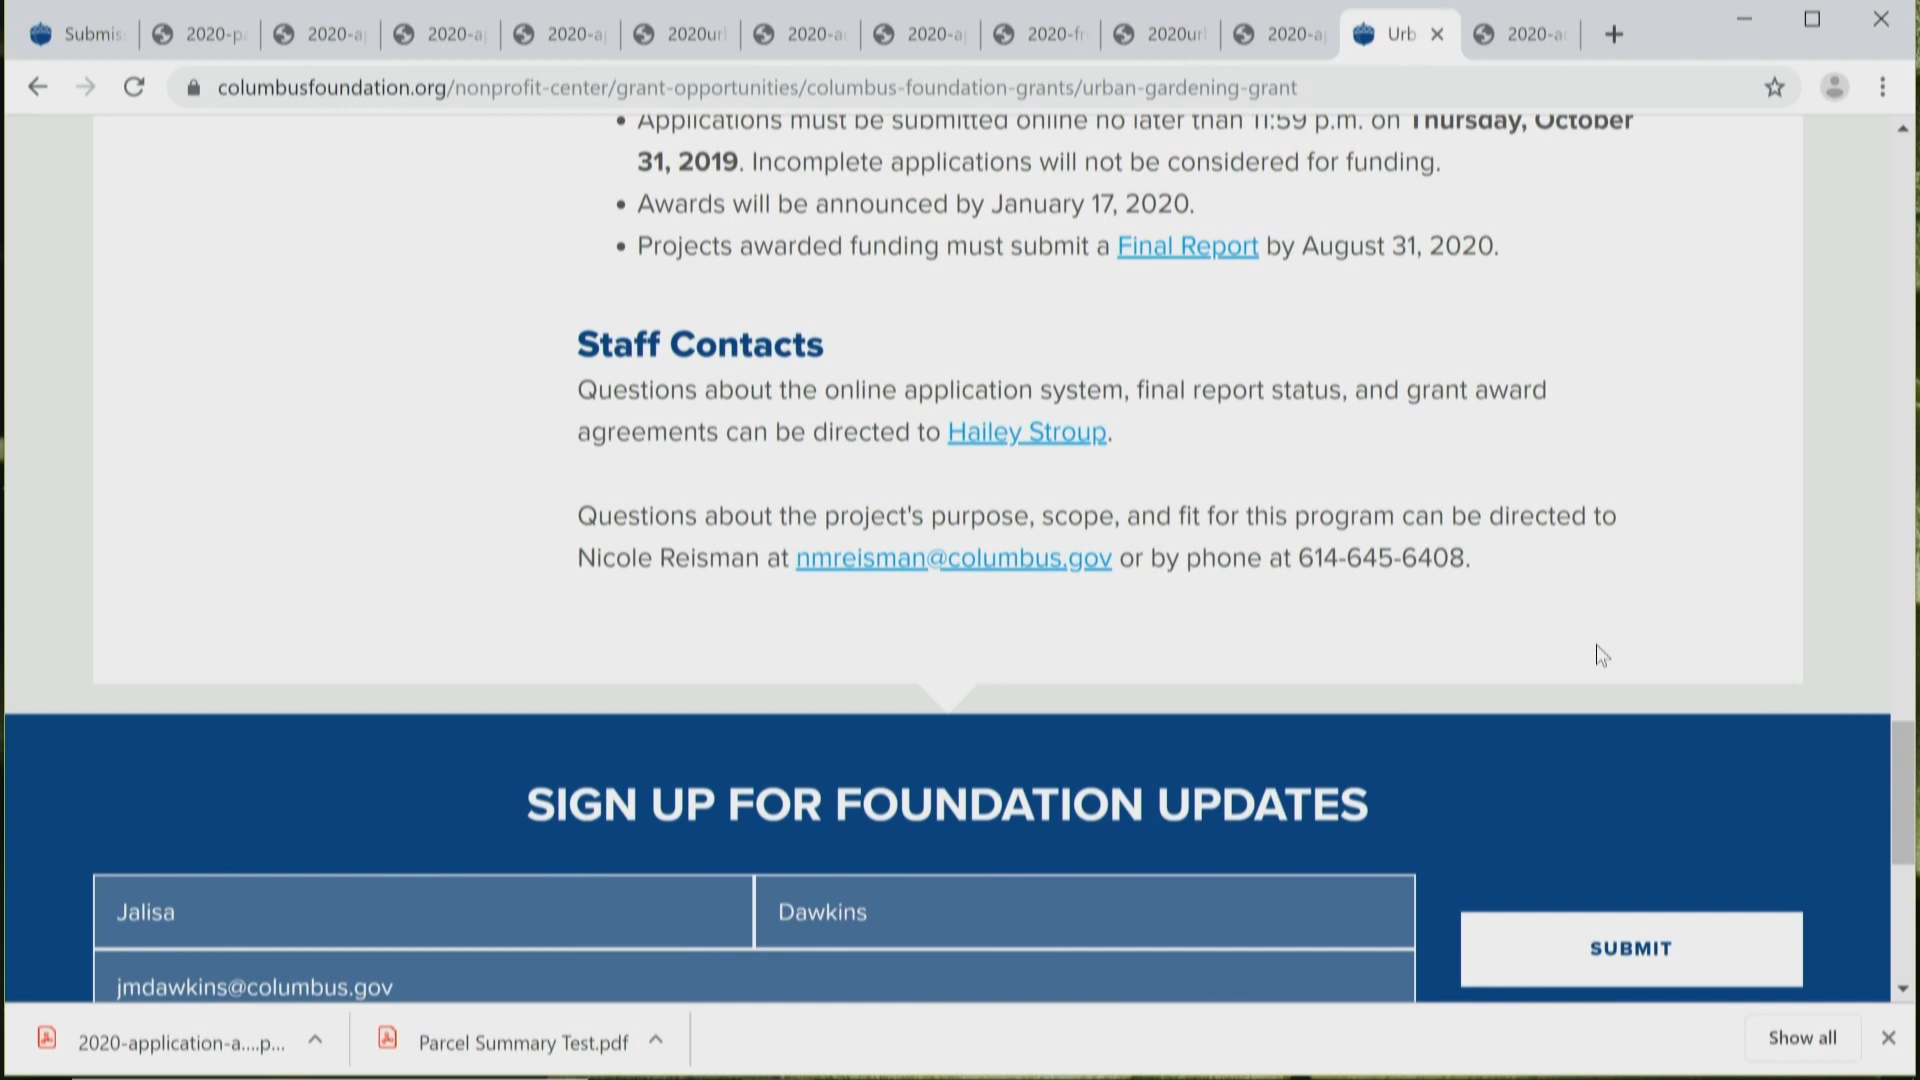 Submis 2020-p 2020-a 2020-a 2020-a 2020ur 2020-a 2020-a 2020-fr 2020ur 2020-a Urb 2020-a
columbusfoundation.org/nonprofit-center/grant-opportunities/columbus-foundation-grants/urban-gardening-grant
• Applications must be submitted online no later than 11:59 p.m. on Thursday, October
31, 2019. Incomplete applications will not be considered for funding.
• Awards will be announced by January 17, 2020.
• Projects awarded funding must submit a Final Report by August 31, 2020.
Staff Contacts
Questions about the online application system, final report status, and grant award
agreements can be directed to Hailey Stroup.
Questions about the project's purpose, scope, and fit for this program can be directed to
Nicole Reisman at nmreisman@columbus.gov or by phone at 614-645-6408.
SIGN UP FOR FOUNDATION UPDATES
Jalisa Dawkins
SUBMIT
jmdawkins@columbus.gov
2020-application-a....p... Parcel Summary Test.pdf Show all